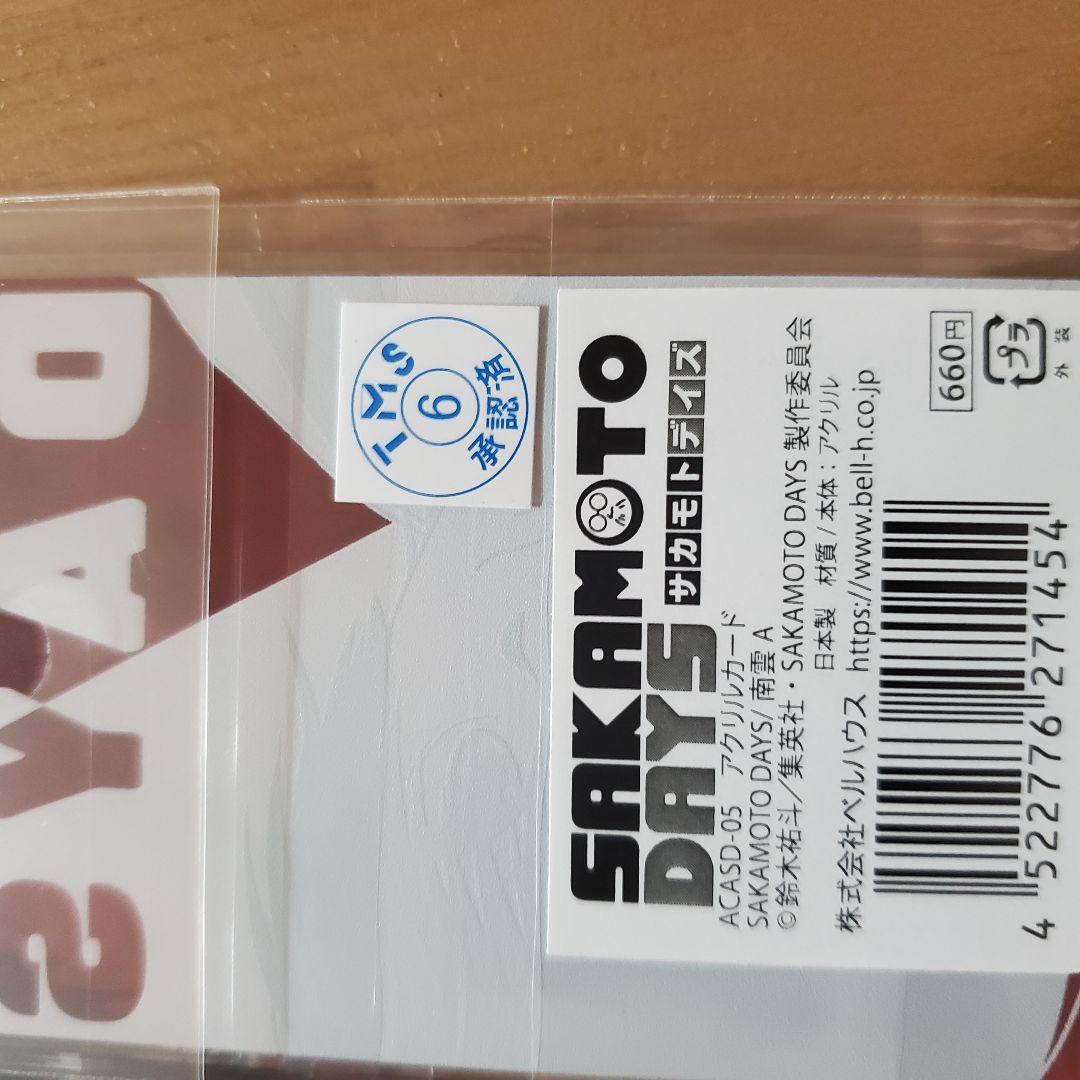 SAKAMOTO
DAYS サカモトデイズ
ACASD-05 アクリルカード
SAKAMOTO DAYS/ 南雲 A
©鈴木祐斗／集英社・SAKAMOTO DAYS 製作委員会
日本製 材質 / 本体：アクリル
株式会社ベルハウス https://www.bell-h.co.jp
4 522776 271454
660円
プラ
外装
TMS
6
承認済
DAYS